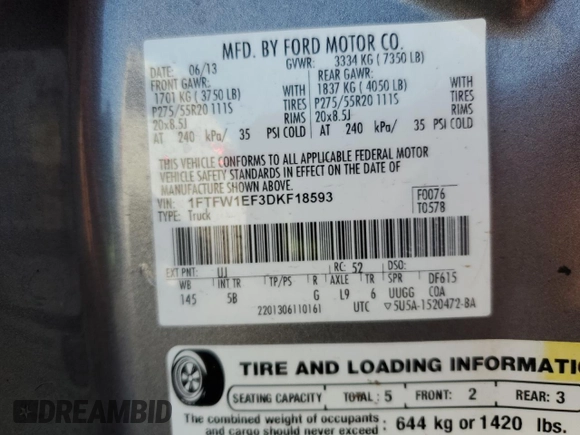 MFD. BY FORD MOTOR CO.
DATE: 06/13 GVWR: 3334 KG ( 7350 LB)
FRONT GAWR: REAR GAWR:
1701 KG ( 3750 LB) 1837 KG ( 4050 LB)
P275/55R20 111S TIRES P275/55R20 111S TIRES
20x8.5J RIMS 20x8.5J RIMS
AT 240 kPa/ 35 PSI COLD AT 240 kPa/ 35 PSI COLD
THIS VEHICLE CONFORMS TO ALL APPLICABLE FEDERAL MOTOR
VEHICLE SAFETY STANDARDS IN EFFECT ON THE DATE OF
MANUFACTURE SHOWN ABOVE.
VIN: 1FTFW1EF3DKF18593 F0076
TYPE: Truck T0578
EXT PNT: UJ RC: 52 DSO:
WB INT TR TP/PS R AXLE TR SPR DF615
145 5B G L9 6 UUGG COA
2201306110161 UTC ▽5U5A-1520472-BA
TIRE AND LOADING INFORMATIO
SEATING CAPACITY TOTAL : 5 FRONT: 2 REAR: 3
The combined weight of occupants
and cargo should never exceed: 644 kg or 1420 lbs.
DREAMBID